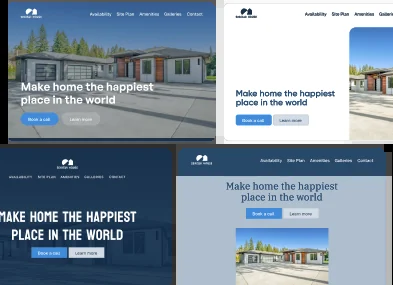 Availability Site Plan Amenities Galleries Contact
Make home the happiest
place in the world
Book a call Learn more
Availability Site Plan Amenities Galleries Contact
Make home the happiest
place in the world
Book a call Learn more
AVAILABILITY SITE PLAN AMENITIES GALLERIES CONTACT
MAKE HOME THE HAPPIEST
PLACE IN THE WORLD
Book a call Learn more
Availability Site Plan Amenities Galleries Contact
Make home the happiest
place in the world
Book a call Learn more